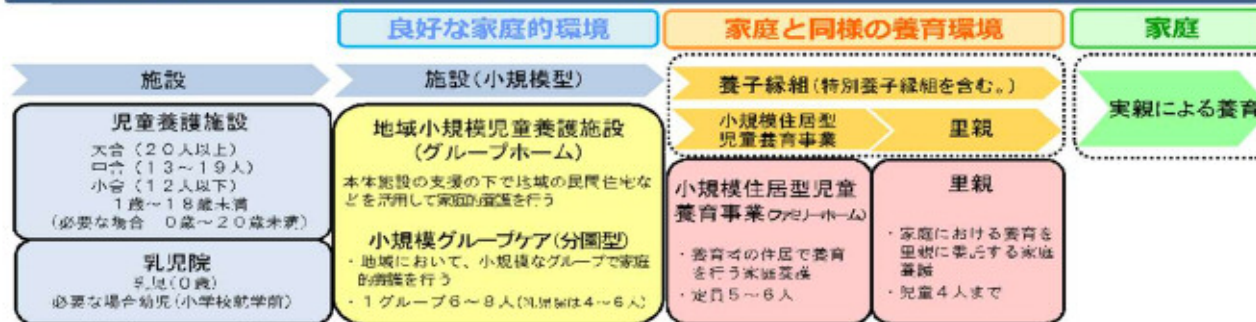 良好な家庭的環境
家庭と同様の養育環境
家庭
施設
施設(小規模型)
養子縁組(特別養子縁組を含む。)
小規模住居型
児童養育事業
里親
実親による養育
児童養護施設
大舎(20人以上)
中舎(13～19人)
小舎(12人以下)
1歳～18歳未満
(必要な場合 0歳～20歳未満)
乳児院
乳児(0歳)
必要な場合幼児(小学校就学前)
地域小規模児童養護施設
(グループホーム)
本体施設の支援の下で地域の民間住宅な
どを活用して家庭的養護を行う
小規模グループケア(分園型)
・地域において、小規模なグループで家庭
的養護を行う
・1グループ6～8人(乳児院は4～6人)
小規模住居型児童
養育事業(ファミリーホーム)
・養育者の住居で養育
を行う家庭養護
・定員5～6人
里親
・家庭における養育を
里親に委託する家庭
養護
・児童4人まで